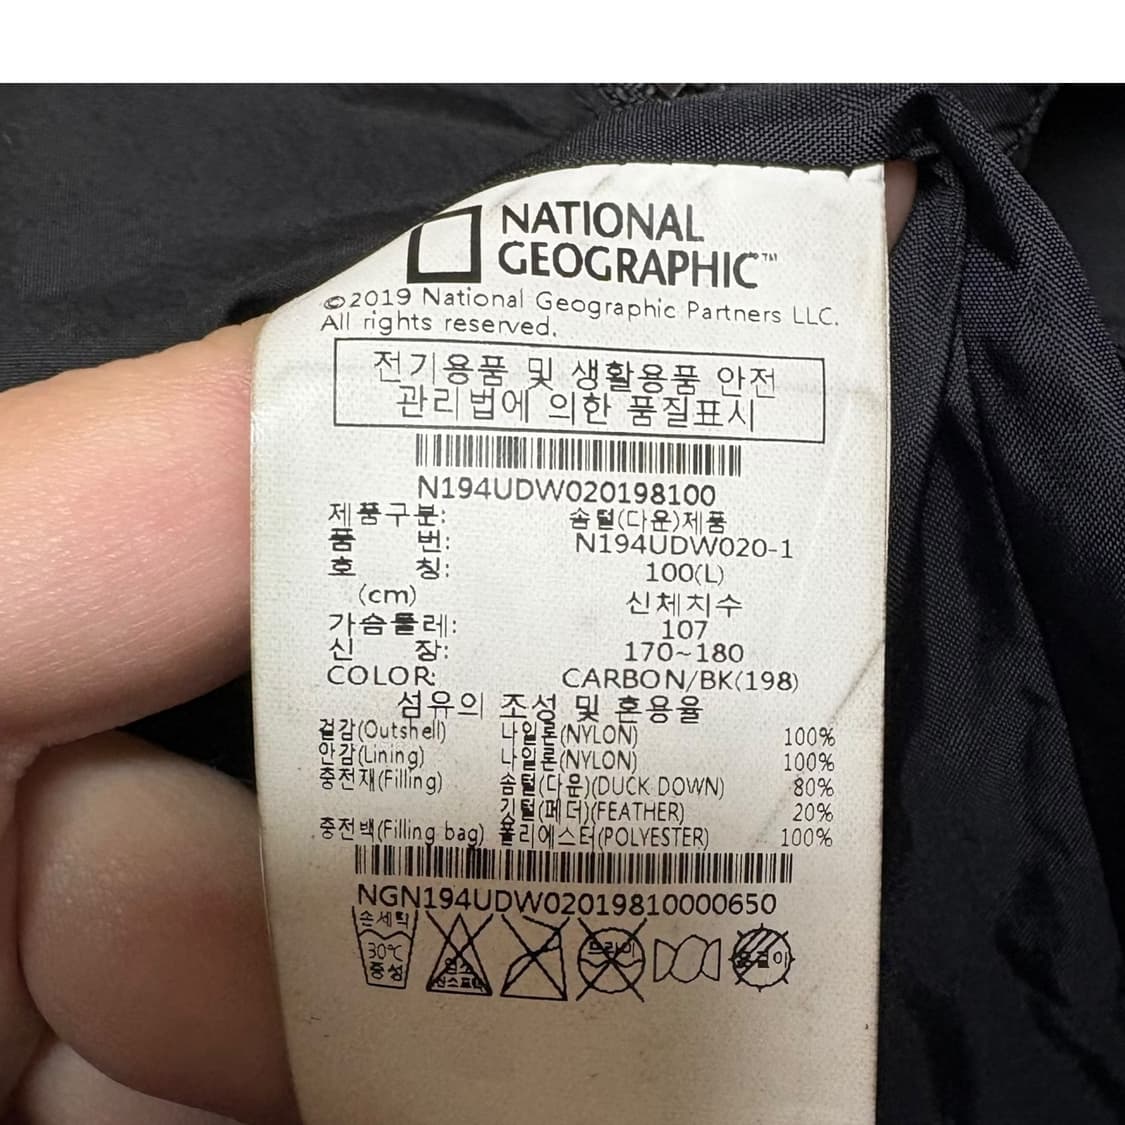 NATIONAL
GEOGRAPHIC™
©2019 National Geographic Partners LLC.
All rights reserved.
전기용품 및 생활용품 안전
관리법에 의한 품질표시
N194UDW020198100
제품구분: 솜털(다운)제품
품 번: N194UDW020-1
호 칭: 100(L)
(cm) 신체치수
가슴둘레: 107
신 장: 170~180
COLOR: CARBON/BK(198)
섬유의 조성 및 혼용율
겉감(Outshell) 나일론(NYLON) 100%
안감(Lining) 나일론(NYLON) 100%
충전재(Filling) 솜털(다운)(DUCK DOWN) 80%
깃털(페더)(FEATHER) 20%
충전백(Filling bag) 폴리에스터(POLYESTER) 100%
NGN194UDW02019810000650
손세탁
30℃
중성
드라이
옷걸이